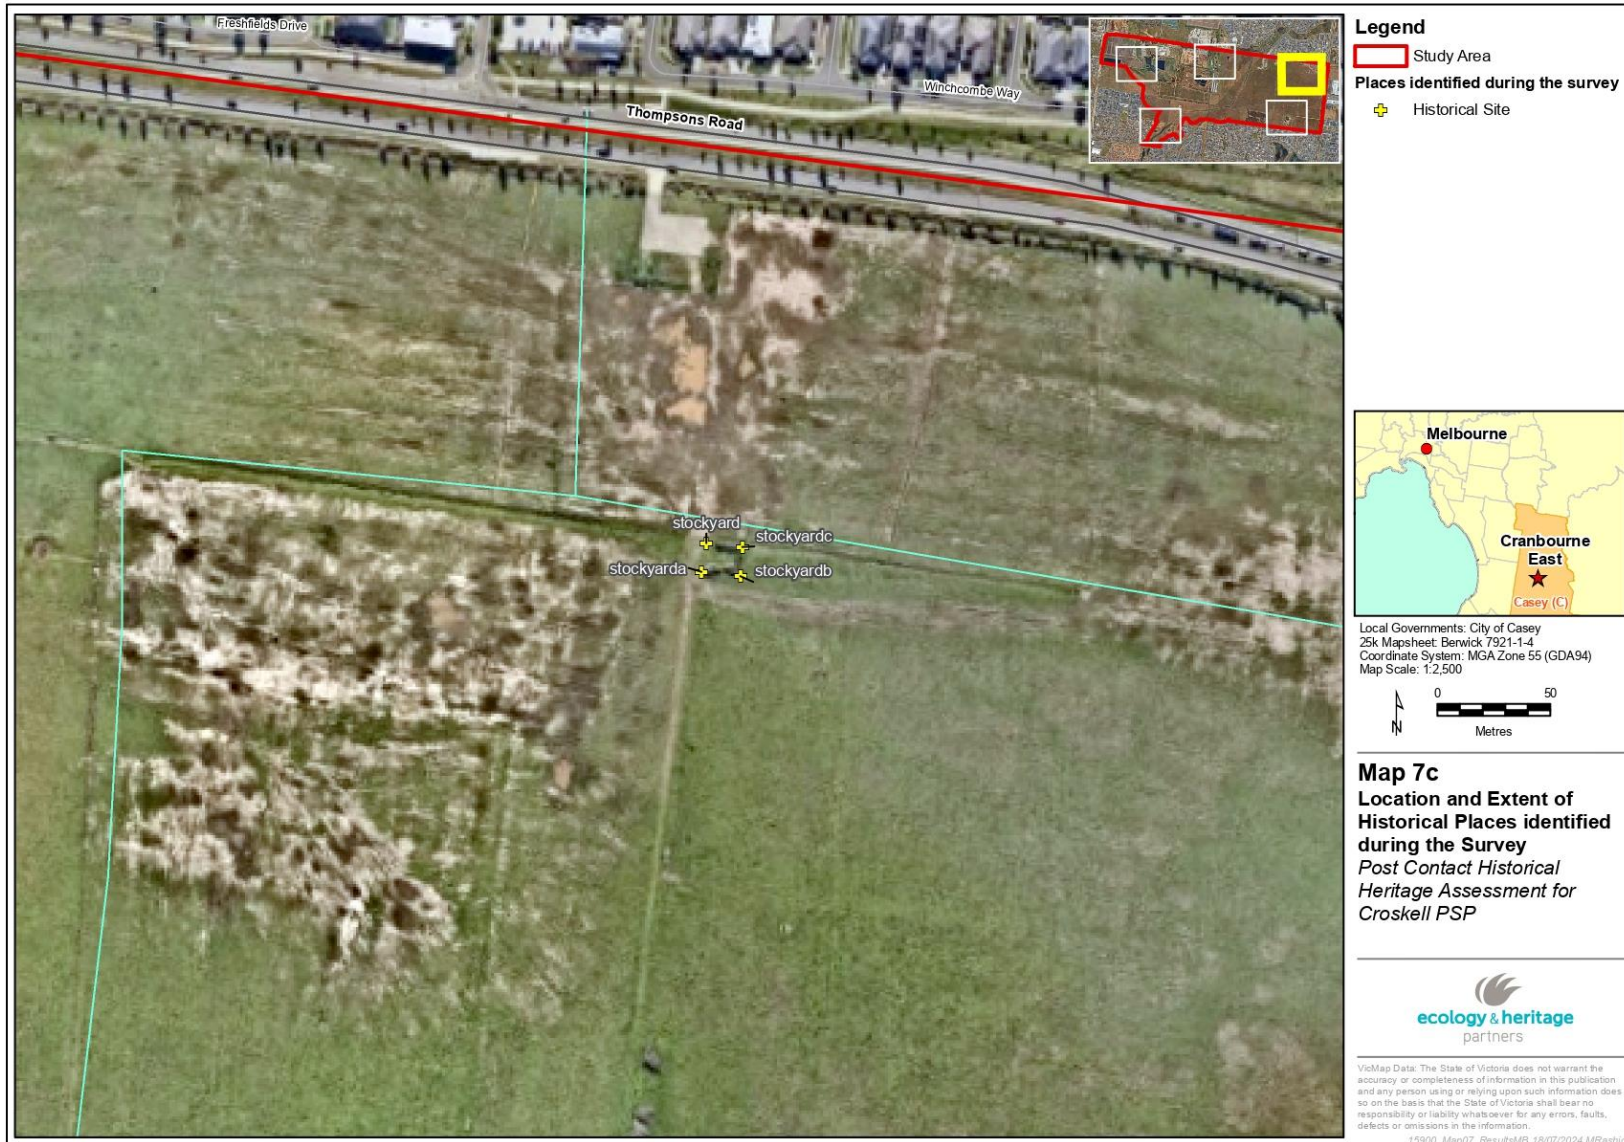 Freshfields Drive
Winchcombe Way
Thompsons Road
stockyard
stockyardc
stockyarda
stockyardb
Legend
Study Area
Places identified during the survey
Historical Site
Melbourne
Cranbourne
East
Casey (C)
Local Governments: City of Casey
25k Mapsheet: Berwick 7921-1-4
Coordinate System: MGA Zone 55 (GDA94)
Map Scale: 1:2,500
0 50
N
Metres
Map 7c
Location and Extent of
Historical Places identified
during the Survey
Post Contact Historical
Heritage Assessment for
Croskell PSP
ecology & heritage
partners
VicMap Data: The State of Victoria does not warrant the
accuracy or completeness of information in this publication
and any person using or relying upon such information does
so on the basis that the State of Victoria shall bear no
responsibility or liability whatsoever for any errors, faults,
defects or omissions in the information.
15900_Map07_ResultsMB 18/07/2024